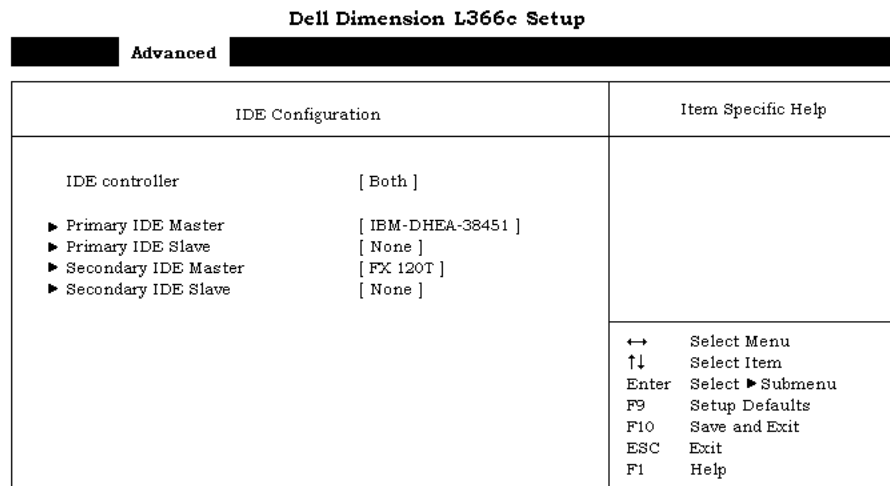 Dell Dimension L366c Setup
Advanced
IDE Configuration
Item Specific Help
IDE controller [ Both ]
▶ Primary IDE Master [ IBM-DHEA-38451 ]
▶ Primary IDE Slave [ None ]
▶ Secondary IDE Master [ FX 120T ]
▶ Secondary IDE Slave [ None ]
↔ Select Menu
↑↓ Select Item
Enter Select ▶ Submenu
F9 Setup Defaults
F10 Save and Exit
ESC Exit
F1 Help